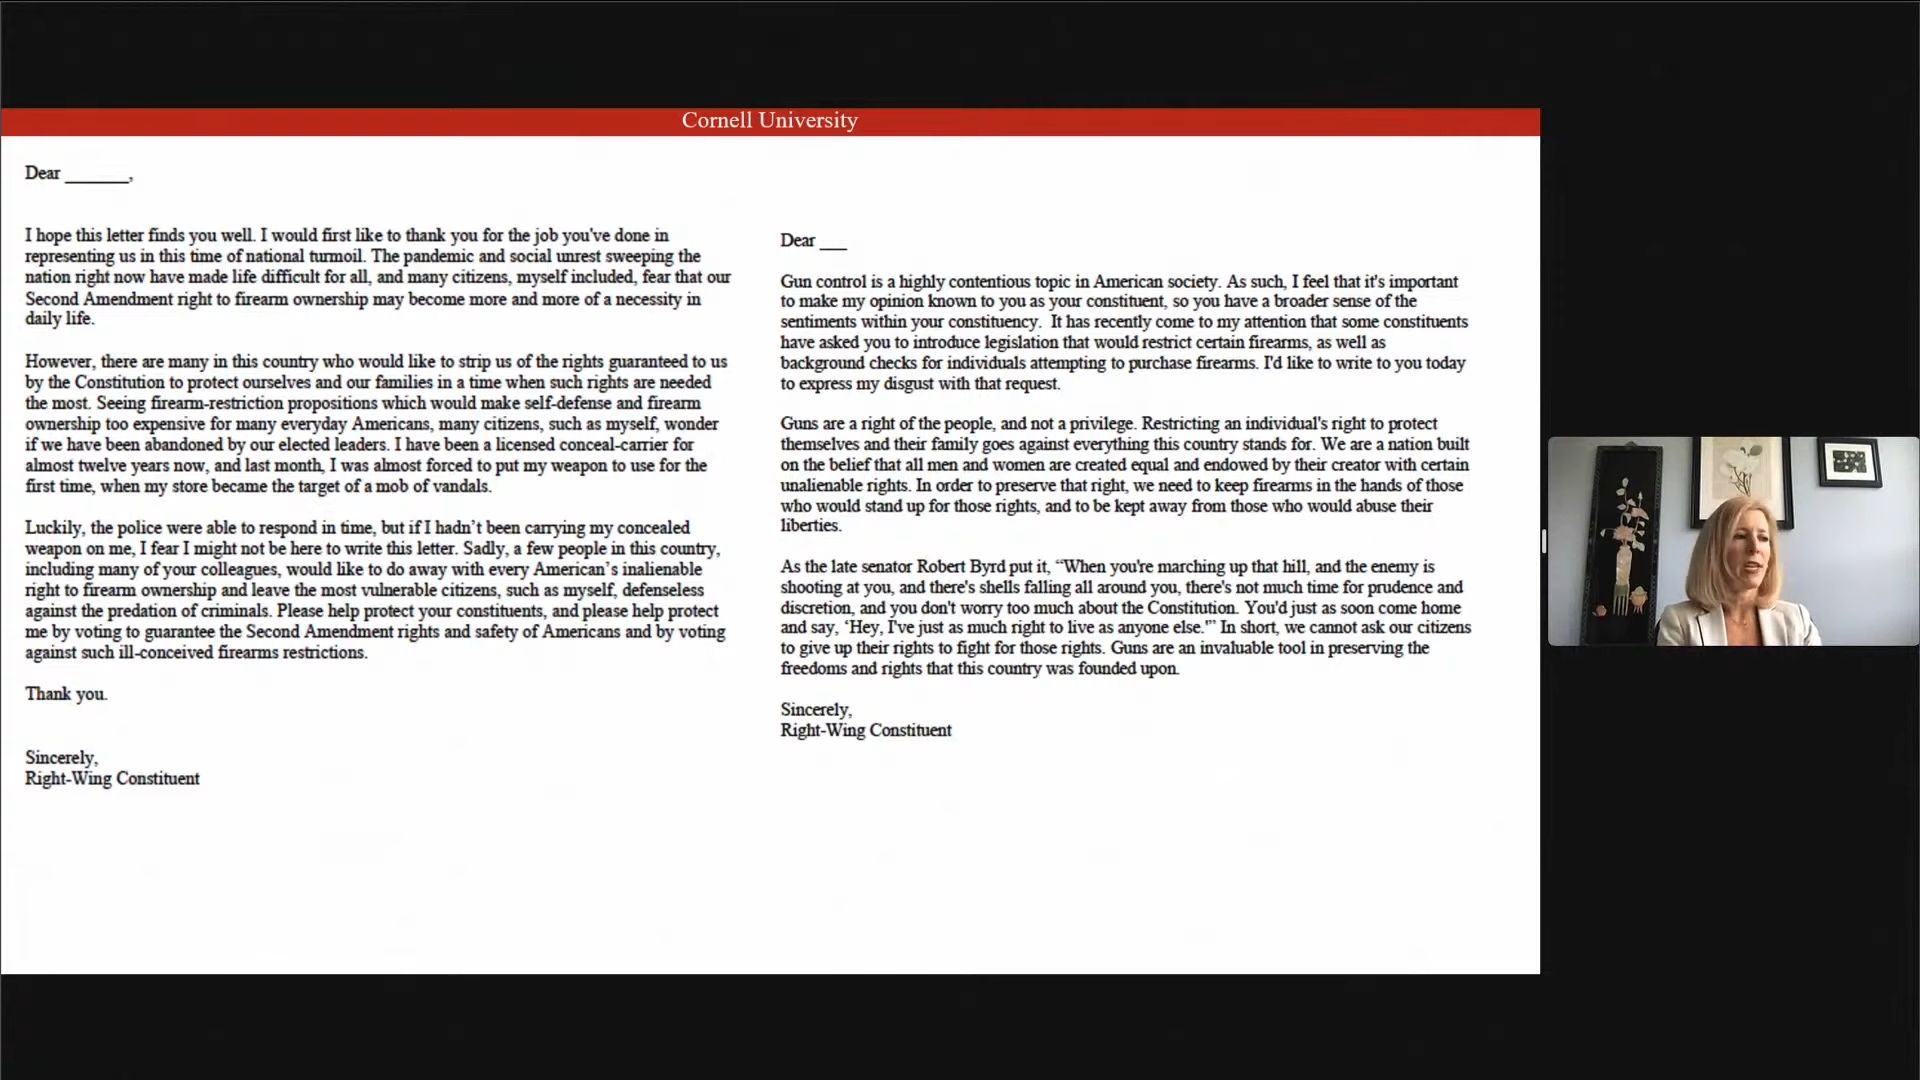 Cornell University
Dear _______,
I hope this letter finds you well. I would first like to thank you for the job you've done in
representing us in this time of national turmoil. The pandemic and social unrest sweeping the
nation right now have made life difficult for all, and many citizens, myself included, fear that our
Second Amendment right to firearm ownership may become more and more of a necessity in
daily life.
However, there are many in this country who would like to strip us of the rights guaranteed to us
by the Constitution to protect ourselves and our families in a time when such rights are needed
the most. Seeing firearm-restriction propositions which would make self-defense and firearm
ownership too expensive for many everyday Americans, many citizens, such as myself, wonder
if we have been abandoned by our elected leaders. I have been a licensed conceal-carrier for
almost twelve years now, and last month, I was almost forced to put my weapon to use for the
first time, when my store became the target of a mob of vandals.
Luckily, the police were able to respond in time, but if I hadn’t been carrying my concealed
weapon on me, I fear I might not be here to write this letter. Sadly, a few people in this country,
including many of your colleagues, would like to do away with every American’s inalienable
right to firearm ownership and leave the most vulnerable citizens, such as myself, defenseless
against the predation of criminals. Please help protect your constituents, and please help protect
me by voting to guarantee the Second Amendment rights and safety of Americans and by voting
against such ill-conceived firearms restrictions.
Thank you.
Sincerely,
Right-Wing Constituent
Dear ___
Gun control is a highly contentious topic in American society. As such, I feel that it's important
to make my opinion known to you as your constituent, so you have a broader sense of the
sentiments within your constituency.  It has recently come to my attention that some constituents
have asked you to introduce legislation that would restrict certain firearms, as well as
background checks for individuals attempting to purchase firearms. I'd like to write to you today
to express my disgust with that request.
Guns are a right of the people, and not a privilege. Restricting an individual's right to protect
themselves and their family goes against everything this country stands for. We are a nation built
on the belief that all men and women are created equal and endowed by their creator with certain
unalienable rights. In order to preserve that right, we need to keep firearms in the hands of those
who would stand up for those rights, and to be kept away from those who would abuse their
liberties.
As the late senator Robert Byrd put it, “When you're marching up that hill, and the enemy is
shooting at you, and there's shells falling all around you, there's not much time for prudence and
discretion, and you don't worry too much about the Constitution. You'd just as soon come home
and say, ‘Hey, I've just as much right to live as anyone else.'” In short, we cannot ask our citizens
to give up their rights to fight for those rights. Guns are an invaluable tool in preserving the
freedoms and rights that this country was founded upon.
Sincerely,
Right-Wing Constituent